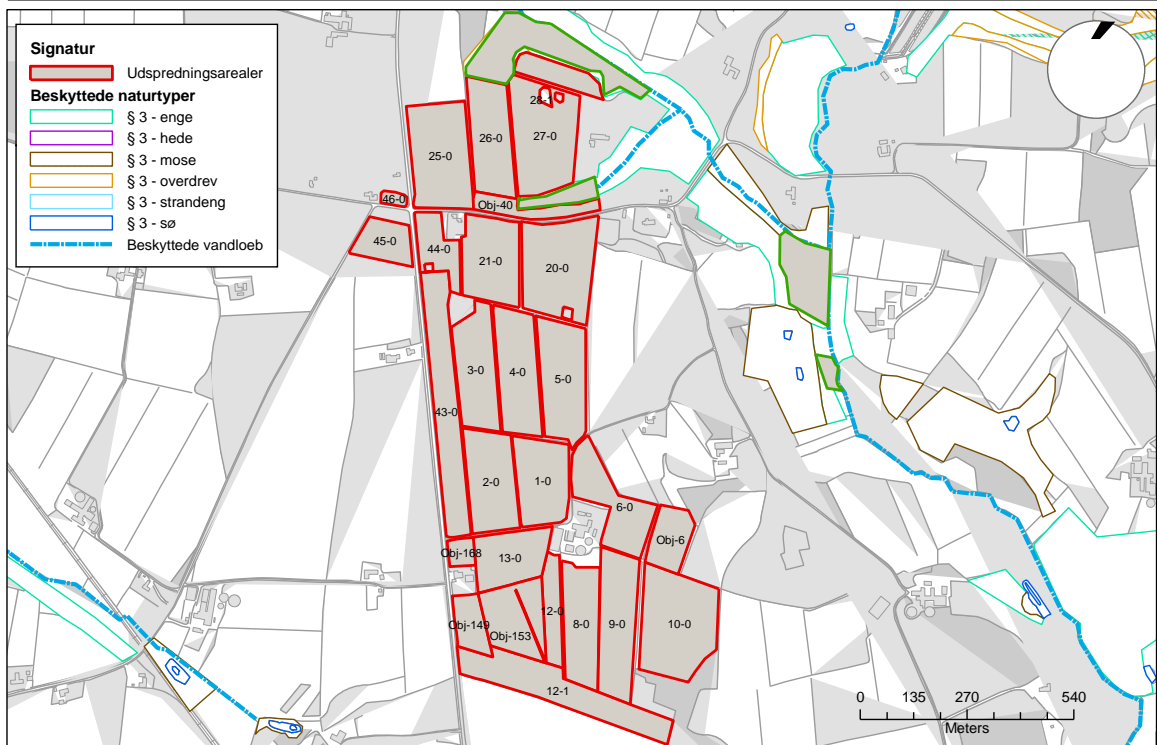 Signatur
Udspredningsarealer
Beskyttede naturtyper
§ 3 - enge
§ 3 - hede
§ 3 - mose
§ 3 - overdrev
§ 3 - strandeng
§ 3 - sø
Beskyttede vandloeb
28-1
26-0
27-0
25-0
46-0
Obj-40
45-0
44-0
21-0
20-0
3-0
4-0
5-0
43-0
2-0
1-0
6-0
Obj-168
13-0
Obj-6
Obj-149
Obj-153
12-0
8-0
9-0
10-0
12-1
0 135 270 540
Meters